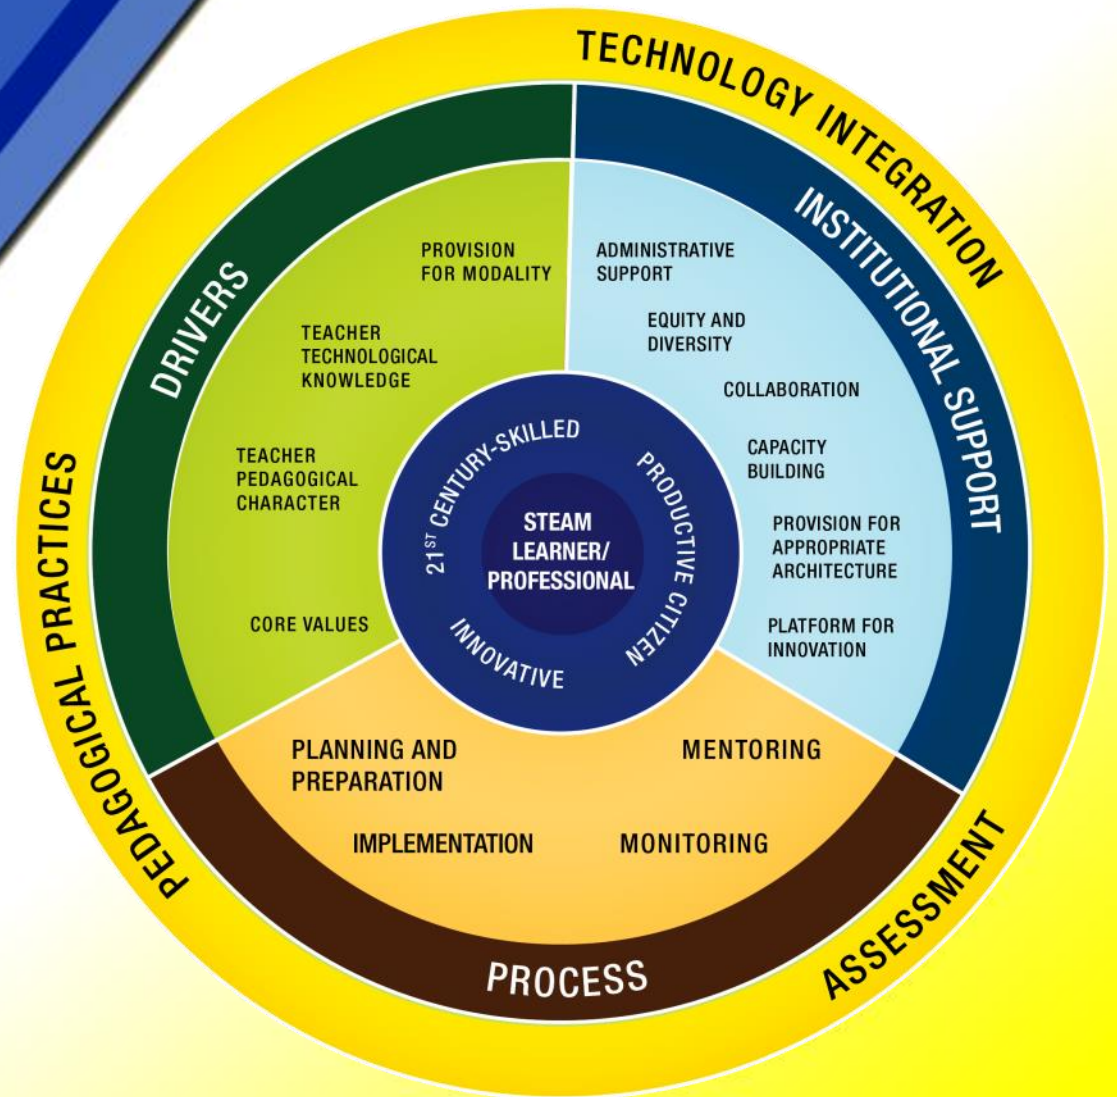 TECHNOLOGY INTEGRATION
INSTITUTIONAL SUPPORT
DRIVERS
PROVISION
FOR MODALITY
TEACHER
TECHNOLOGICAL
KNOWLEDGE
TEACHER
PEDAGOGICAL
CHARACTER
CORE VALUES
ADMINISTRATIVE
SUPPORT
EQUITY AND
DIVERSITY
COLLABORATION
CAPACITY
BUILDING
PROVISION FOR
APPROPRIATE
ARCHITECTURE
PLATFORM FOR
INNOVATION
21ST CENTURY-SKILLED
PRODUCTIVE CITIZEN
INNOVATIVE
STEAM
LEARNER/
PROFESSIONAL
PLANNING AND
PREPARATION
IMPLEMENTATION
MENTORING
MONITORING
PROCESS
PEDAGOGICAL PRACTICES
ASSESSMENT